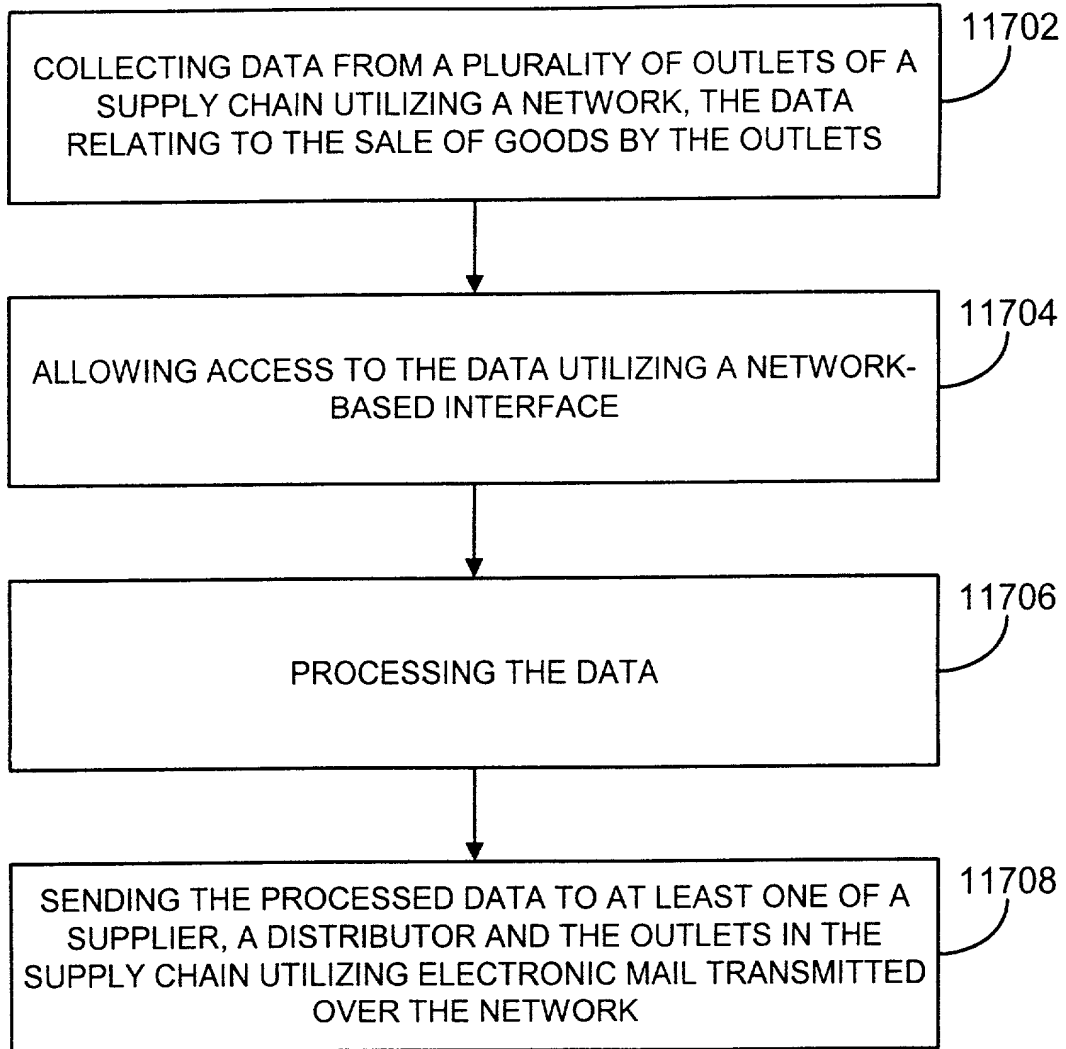 11702
COLLECTING DATA FROM A PLURALITY OF OUTLETS OF A
SUPPLY CHAIN UTILIZING A NETWORK, THE DATA
RELATING TO THE SALE OF GOODS BY THE OUTLETS
11704
ALLOWING ACCESS TO THE DATA UTILIZING A NETWORK-
BASED INTERFACE
11706
PROCESSING THE DATA
11708
SENDING THE PROCESSED DATA TO AT LEAST ONE OF A
SUPPLIER, A DISTRIBUTOR AND THE OUTLETS IN THE
SUPPLY CHAIN UTILIZING ELECTRONIC MAIL TRANSMITTED
OVER THE NETWORK